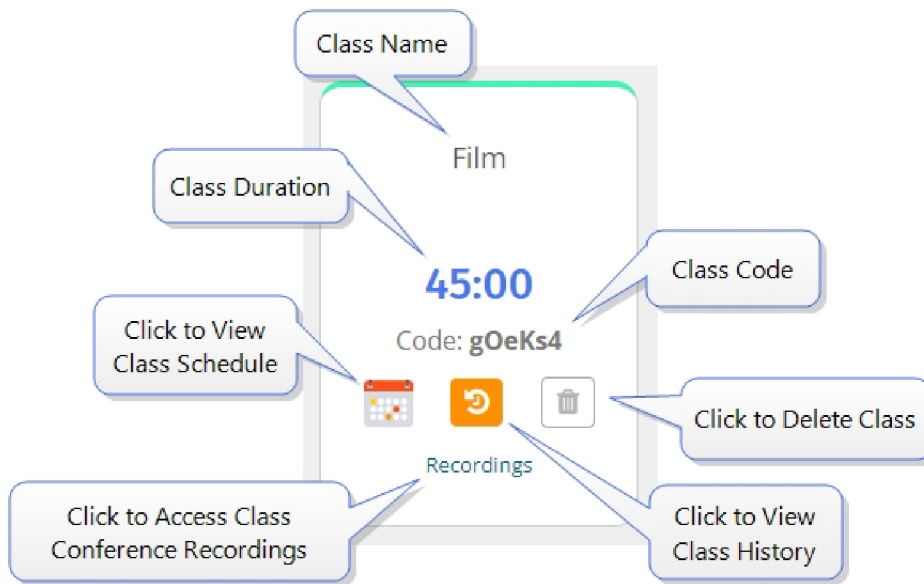 Class Name
Film
Class Duration
45:00
Class Code
Code: gOeKs4
Click to View
Class Schedule
Click to Delete Class
Recordings
Click to Access Class
Conference Recordings
Click to View
Class History